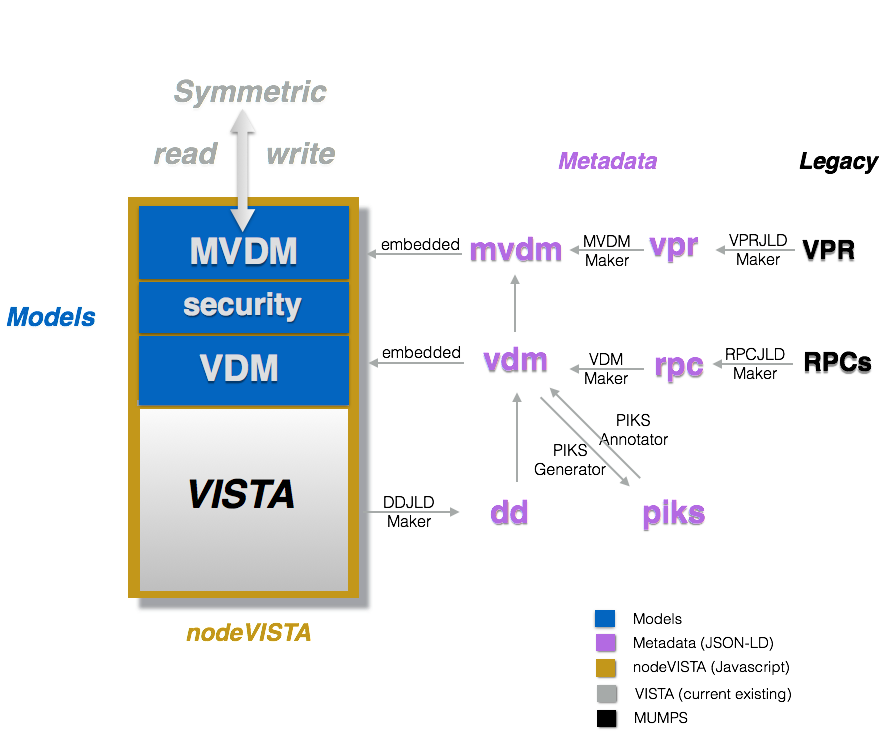 Symmetric
read write
Metadata
Legacy
MVDM
embedded
mvdm
MVDM
Maker
vpr
VPRJLD
Maker
VPR
security
Models
VDM
embedded
vdm
VDM
Maker
rpc
RPCJLD
Maker
RPCs
PIKS
Annotator
PIKS
Generator
VISTA
DDJLD
Maker
dd
piks
nodeVISTA
Models
Metadata (JSON-LD)
nodeVISTA (Javascript)
VISTA (current existing)
MUMPS